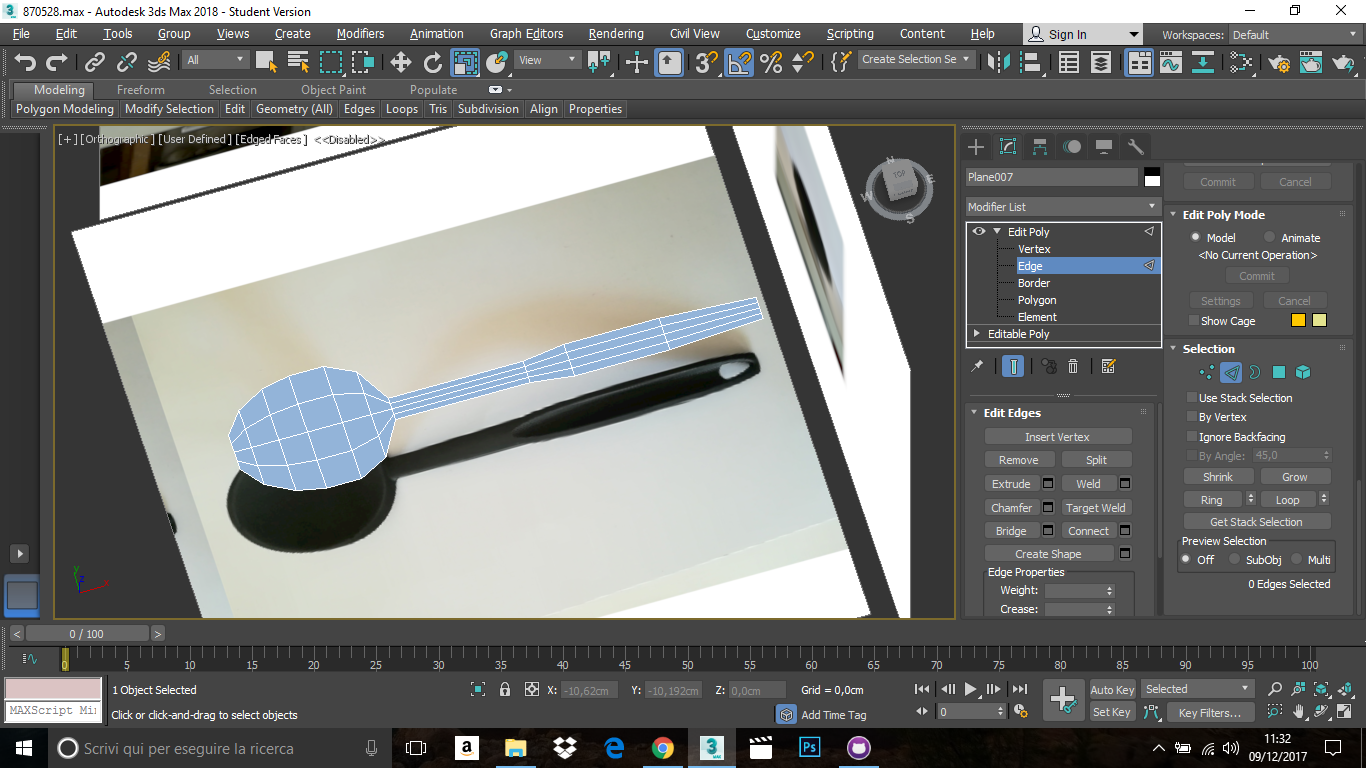 870528.max - Autodesk 3ds Max 2018 - Student Version
File Edit Tools Group Views Create Modifiers Animation Graph Editors Rendering Civil View Customize Scripting Content Help Sign In Workspaces: Default
All View Create Selection Se
Modeling Freeform Selection Object Paint Populate
Polygon Modeling Modify Selection Edit Geometry (All) Edges Loops Tris Subdivision Align Properties
[+] [Orthographic] [User Defined] [Edged Faces] <<Disabled>>
N
TOP
E
W
S
Plane007
Modifier List
Edit Poly
Vertex
Edge
Border
Polygon
Element
Editable Poly
Edit Edges
Insert Vertex
Remove Split
Extrude Weld
Chamfer Target Weld
Bridge Connect
Create Shape
Edge Properties
Weight:
Crease:
Commit Cancel
Edit Poly Mode
Model Animate
<No Current Operation>
Commit
Settings Cancel
Show Cage
Selection
Use Stack Selection
By Vertex
Ignore Backfacing
By Angle: 45,0
Shrink Grow
Ring Loop
Get Stack Selection
Preview Selection
Off SubObj Multi
0 Edges Selected
y
z
x
< 0 / 100 >
0 5 10 15 20 25 30 35 40 45 50 55 60 65 70 75 80 85 90 95 100
1 Object Selected X: -10,62cm Y: -10,192cm Z: 0,0cm Grid = 0,0cm Auto Key Selected
MAXScript Mi
Click or click-and-drag to select objects Add Time Tag 0 Set Key Key Filters...
Scrivi qui per eseguire la ricerca
a
3
MAX
Ps
11:32
09/12/2017